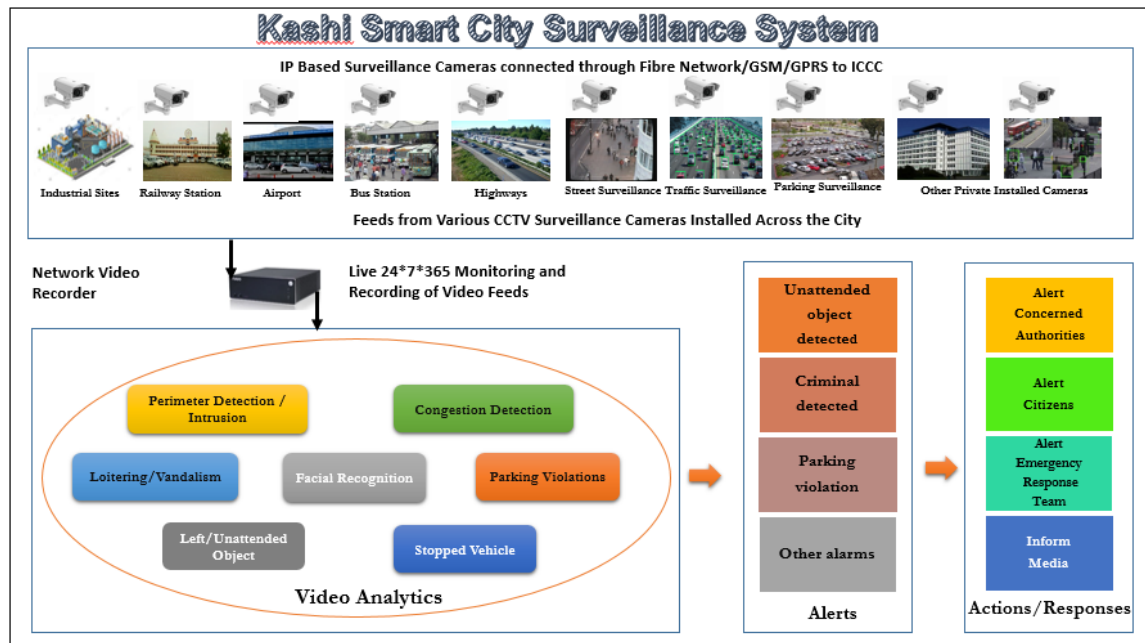 Kashi Smart City Surveillance System
IP Based Surveillance Cameras connected through Fibre Network/GSM/GPRS to ICCC
Industrial Sites
Railway Station
Airport
Bus Station
Highways
Street Surveillance
Traffic Surveillance
Parking Surveillance
Other Private Installed Cameras
Feeds from Various CCTV Surveillance Cameras Installed Across the City
Network Video
Recorder
Live 24*7*365 Monitoring and
Recording of Video Feeds
Perimeter Detection /
Intrusion
Congestion Detection
Loitering/Vandalism
Facial Recognition
Parking Violations
Left/Unattended
Object
Stopped Vehicle
Video Analytics
Unattended
object
detected
Criminal
detected
Parking
violation
Other alarms
Alerts
Alert
Concerned
Authorities
Alert
Citizens
Alert
Emergency
Response
Team
Inform
Media
Actions/Responses